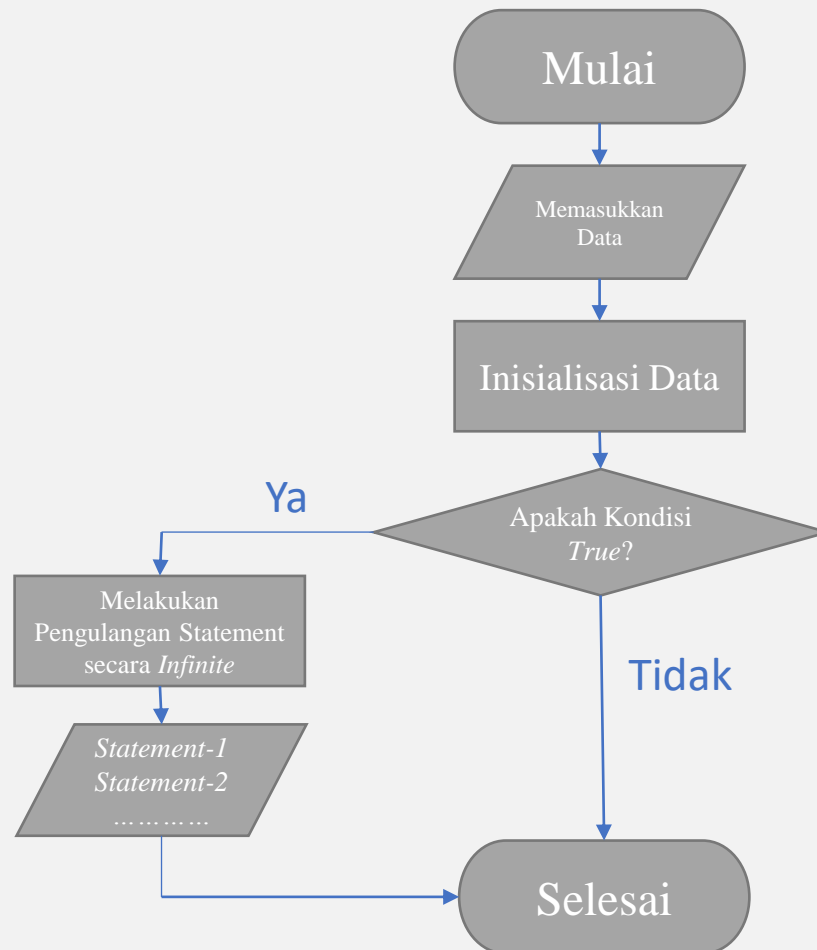 Mulai
Memasukkan
Data
Inisialisasi Data
Ya
Apakah Kondisi
True?
Melakukan
Pengulangan Statement
secara Infinite
Tidak
Statement-1
Statement-2
…………
Selesai